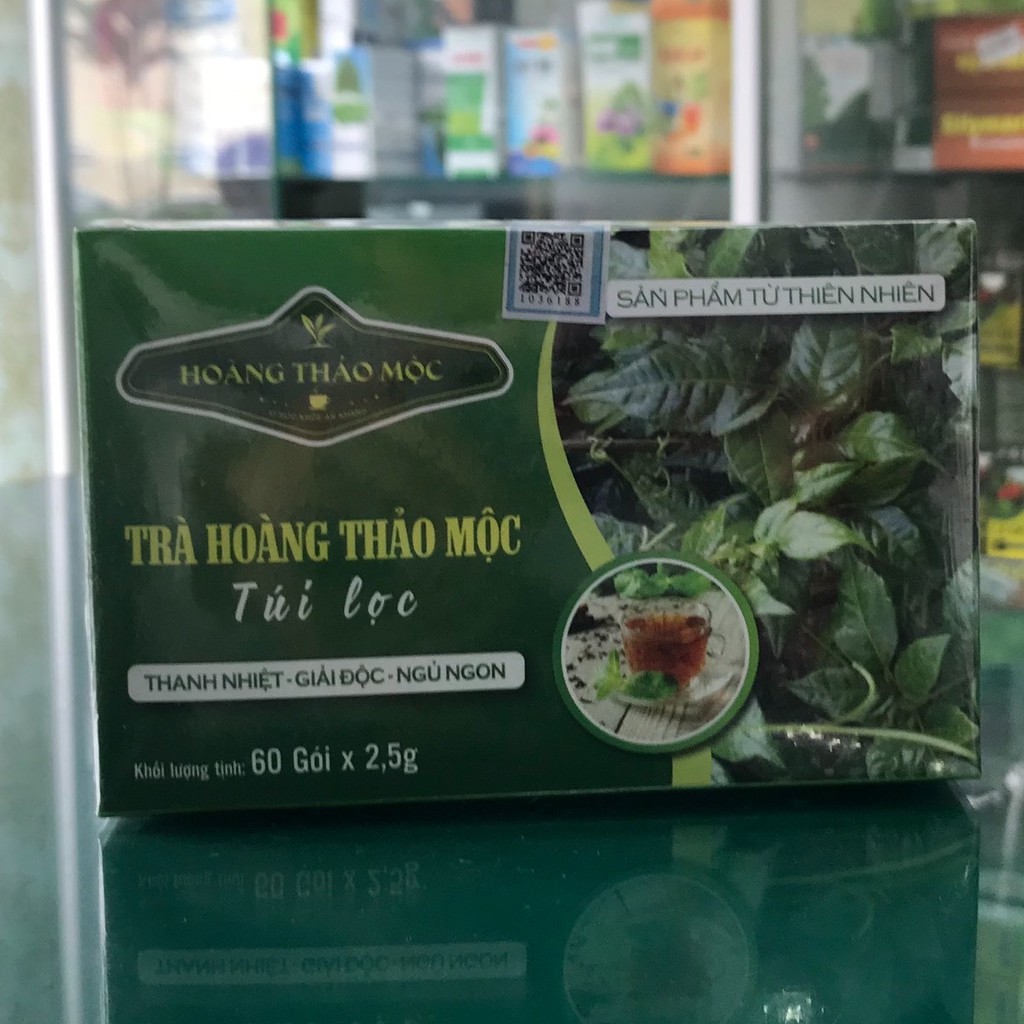 1036188
SẢN PHẨM TỪ THIÊN NHIÊN
HOÀNG THẢO MỘC
TRÀ HOÀNG THẢO MỘC
Túi lọc
THANH NHIỆT - GIẢI ĐỘC - NGỦ NGON
Khối lượng tịnh: 60 Gói x 2,5g